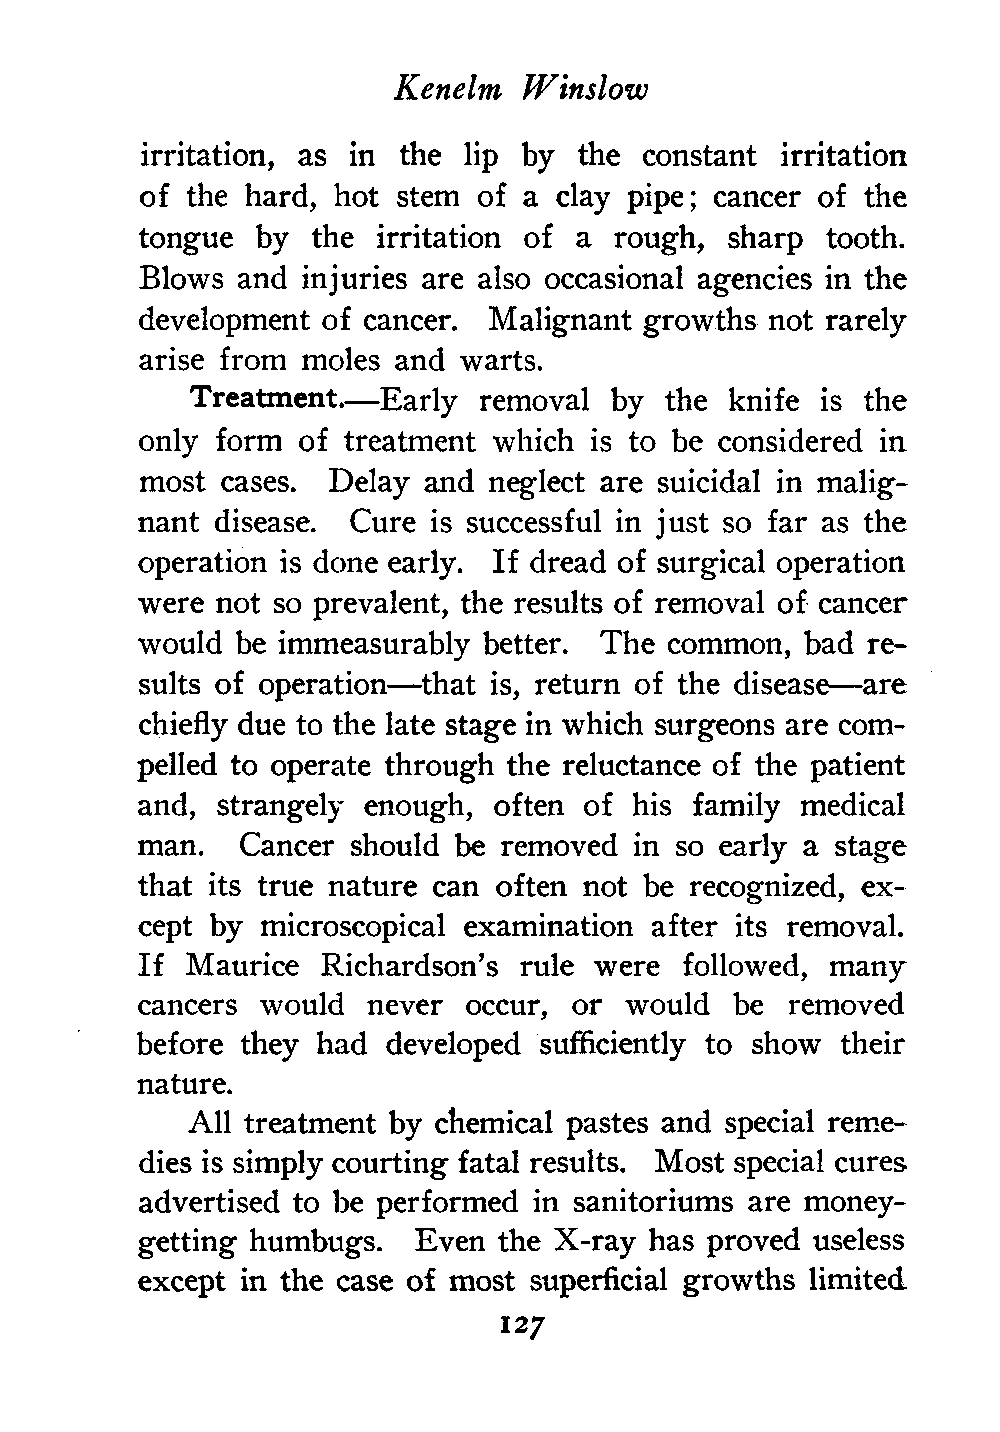 Kenelm Winslow
irritation, as in the lip by the constant irritation
of the hard, hot stem of a clay pipe; cancer of the
tongue by the irritation of a rough, sharp tooth.
Blows and injuries are also occasional agencies in the
development of cancer. Malignant growths not rarely
arise from moles and warts.
Treatment.—Early removal by the knife is the
only form of treatment which is to be considered in
most cases. Delay and neglect are suicidal in malig-
nant disease. Cure is successful in just so far as the
operation is done early. If dread of surgical operation
were not so prevalent, the results of removal of cancer
would be immeasurably better. The common, bad re-
sults of operation—that is, return of the disease—are
chiefly due to the late stage in which surgeons are com-
pelled to operate through the reluctance of the patient
and, strangely enough, often of his family medical
man. Cancer should be removed in so early a stage
that its true nature can often not be recognized, ex-
cept by microscopical examination after its removal.
If Maurice Richardson's rule were followed, many
cancers would never occur, or would be removed
before they had developed sufficiently to show their
nature.
All treatment by chemical pastes and special reme-
dies is simply courting fatal results. Most special cures
advertised to be performed in sanitoriums are money-
getting humbugs. Even the X-ray has proved useless
except in the case of most superficial growths limited
127